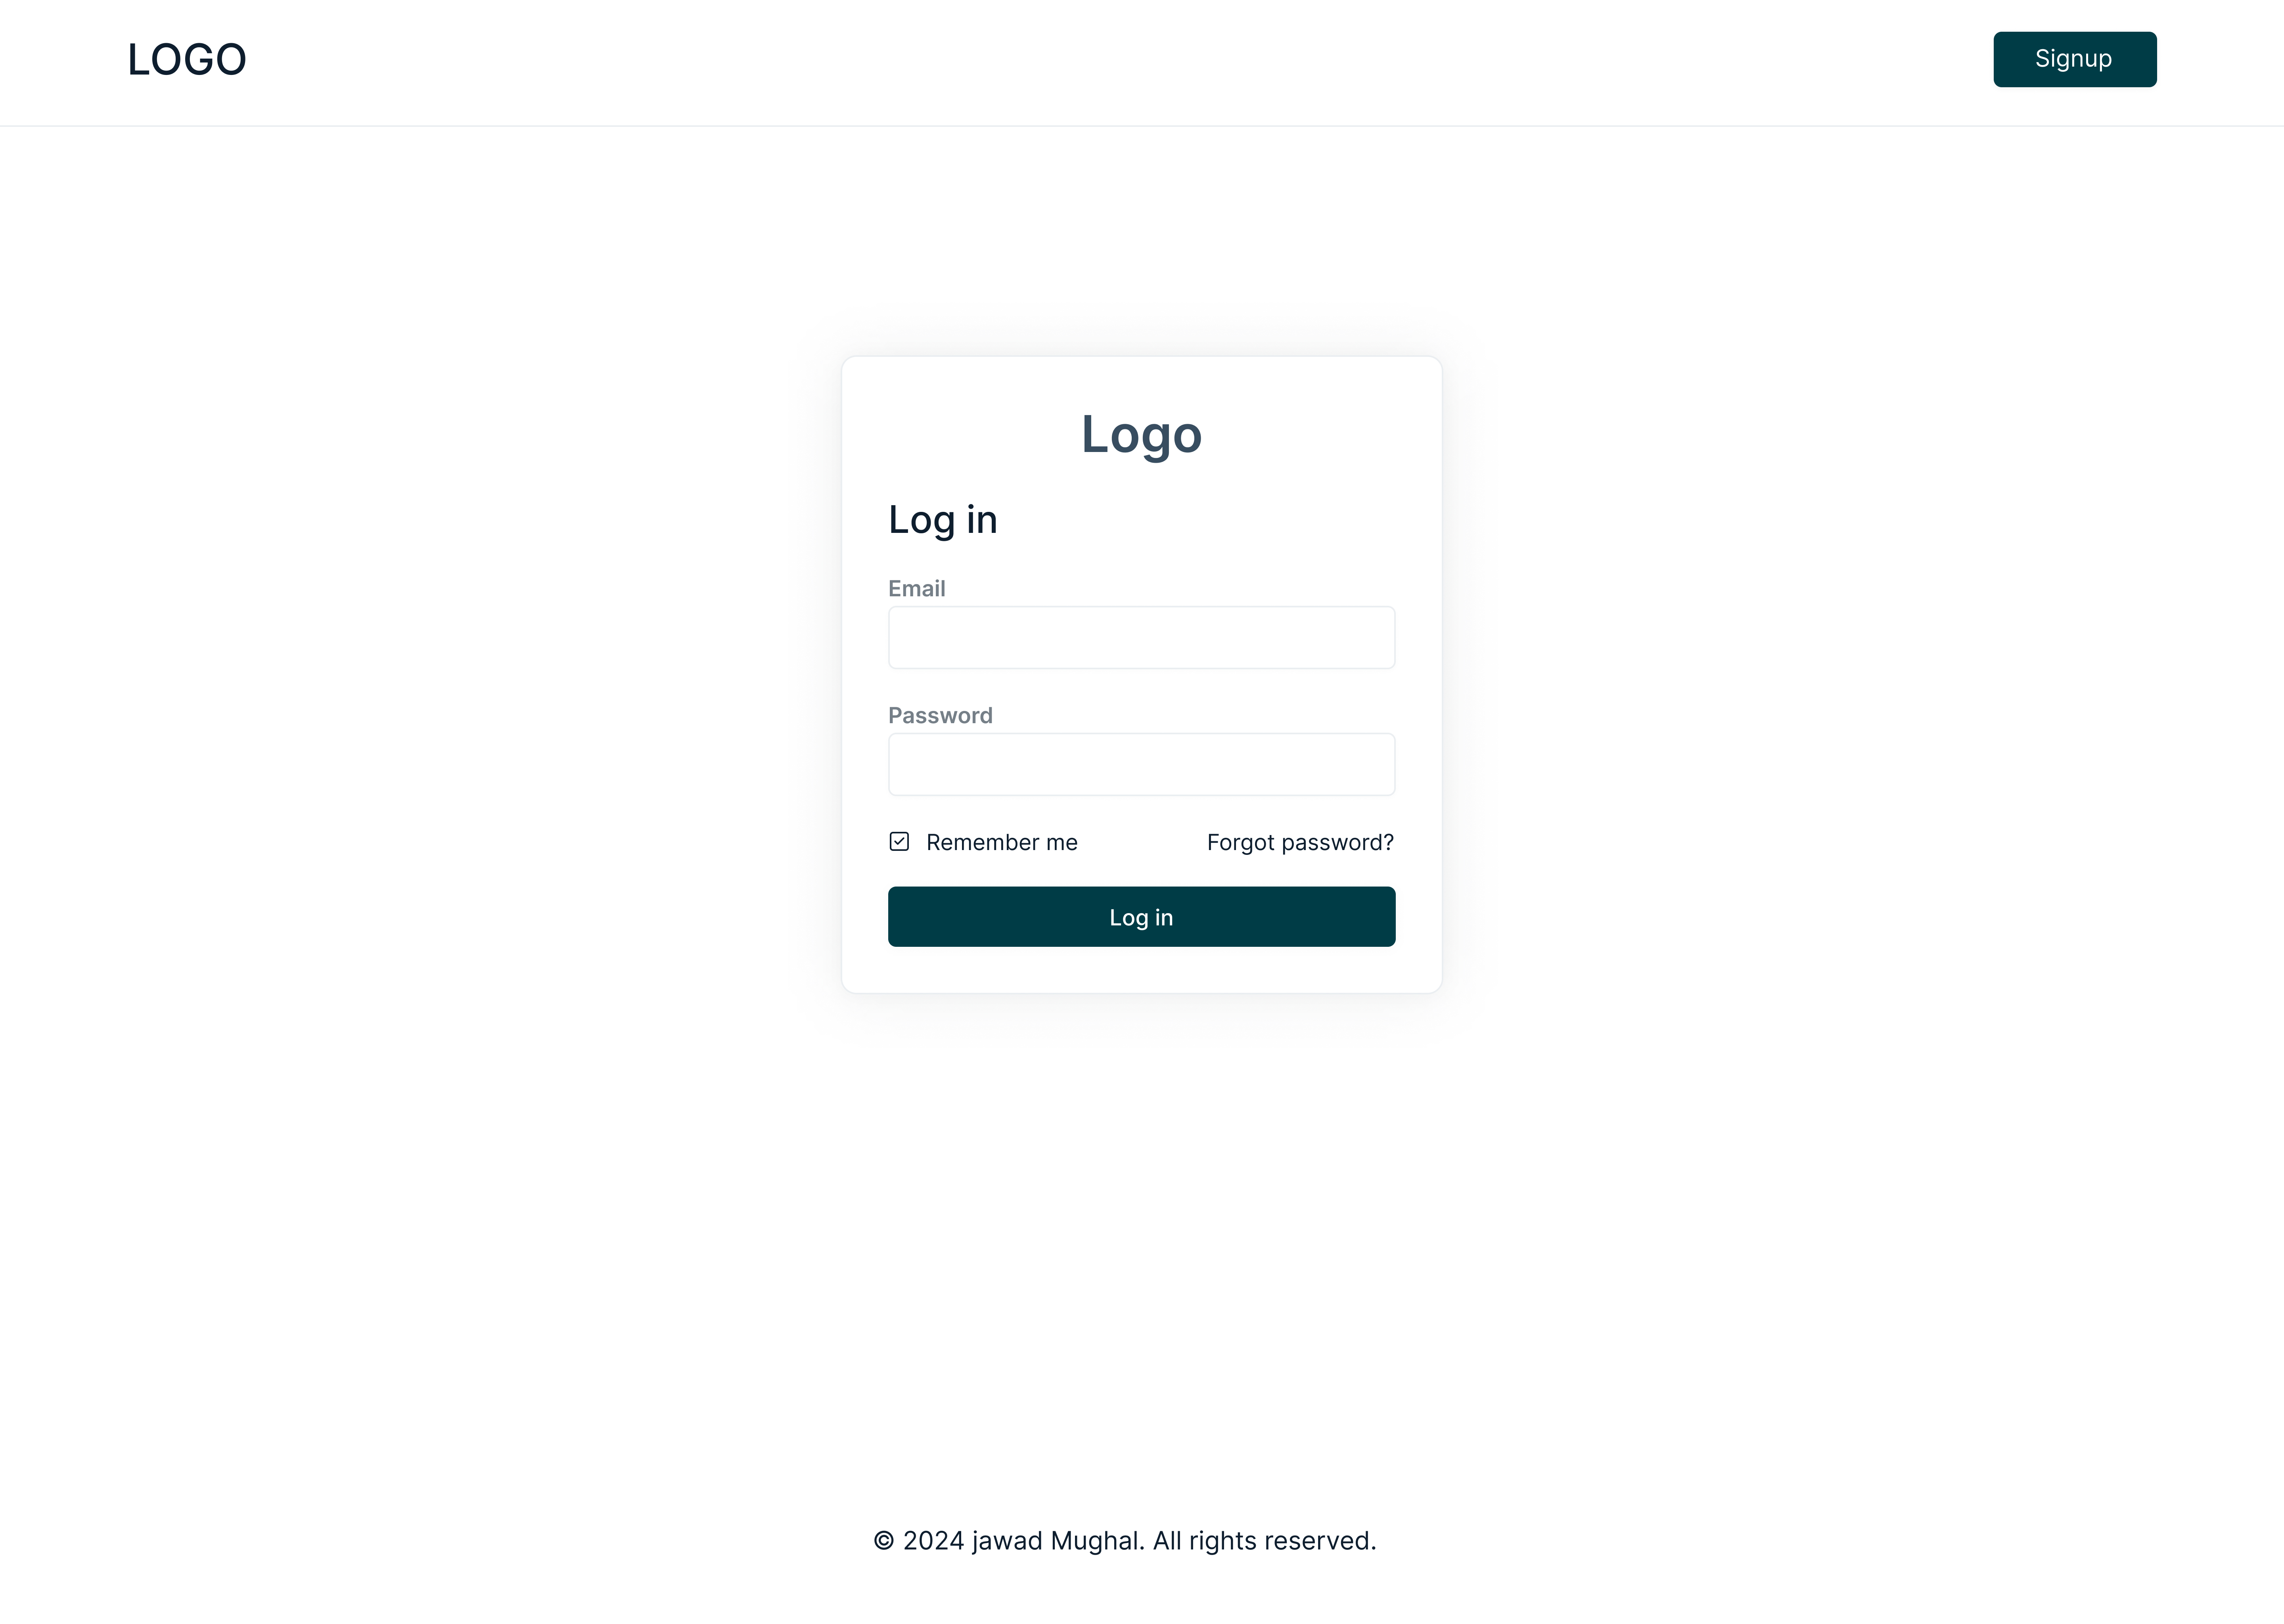 LOGO
Signup
Logo
Log in
Email
Password
Remember me
Forgot password?
Log in
© 2024 jawad Mughal. All rights reserved.